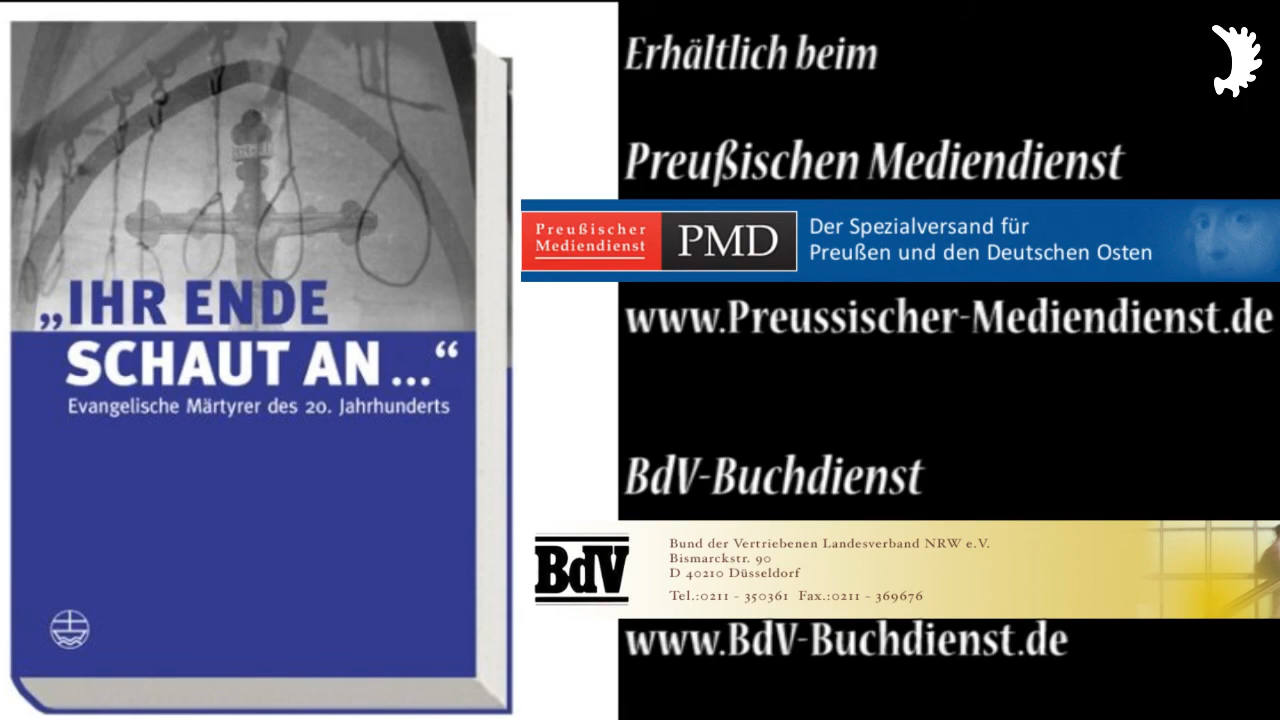 „IHR ENDE
SCHAUT AN ...“
Evangelische Märtyrer des 20. Jahrhunderts
Erhältlich beim
Preußischen Mediendienst
Preußischer
Mediendienst
PMD
Der Spezialversand für
Preußen und den Deutschen Osten
www.Preussischer-Mediendienst.de
BdV-Buchdienst
BdV
Bund der Vertriebenen Landesverband NRW e.V.
Bismarckstr. 90
D 40210 Düsseldorf
Tel.:0211 - 350361 Fax.:0211 - 369676
www.BdV-Buchdienst.de